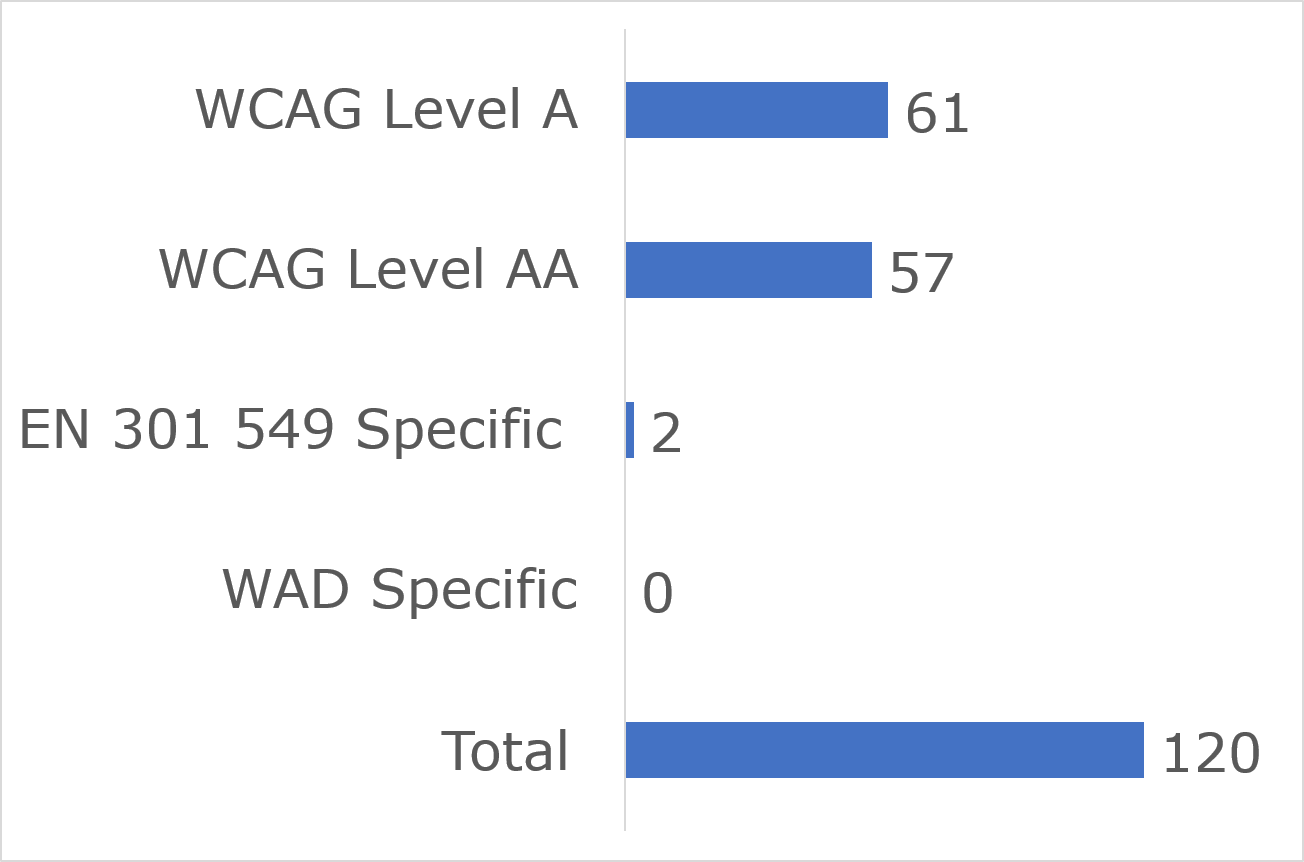 WCAG Level A 61
WCAG Level AA 57
EN 301 549 Specific 2
WAD Specific 0
Total 120